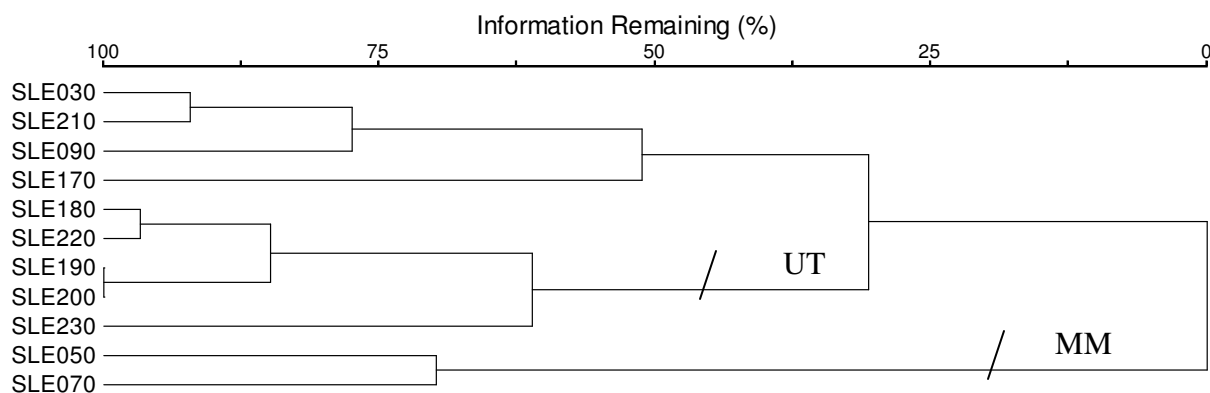 Information Remaining (%)
100 75 50 25 0
SLE030
SLE210
SLE090
SLE170
SLE180
SLE220
SLE190
UT
SLE200
SLE230
SLE050
MM
SLE070